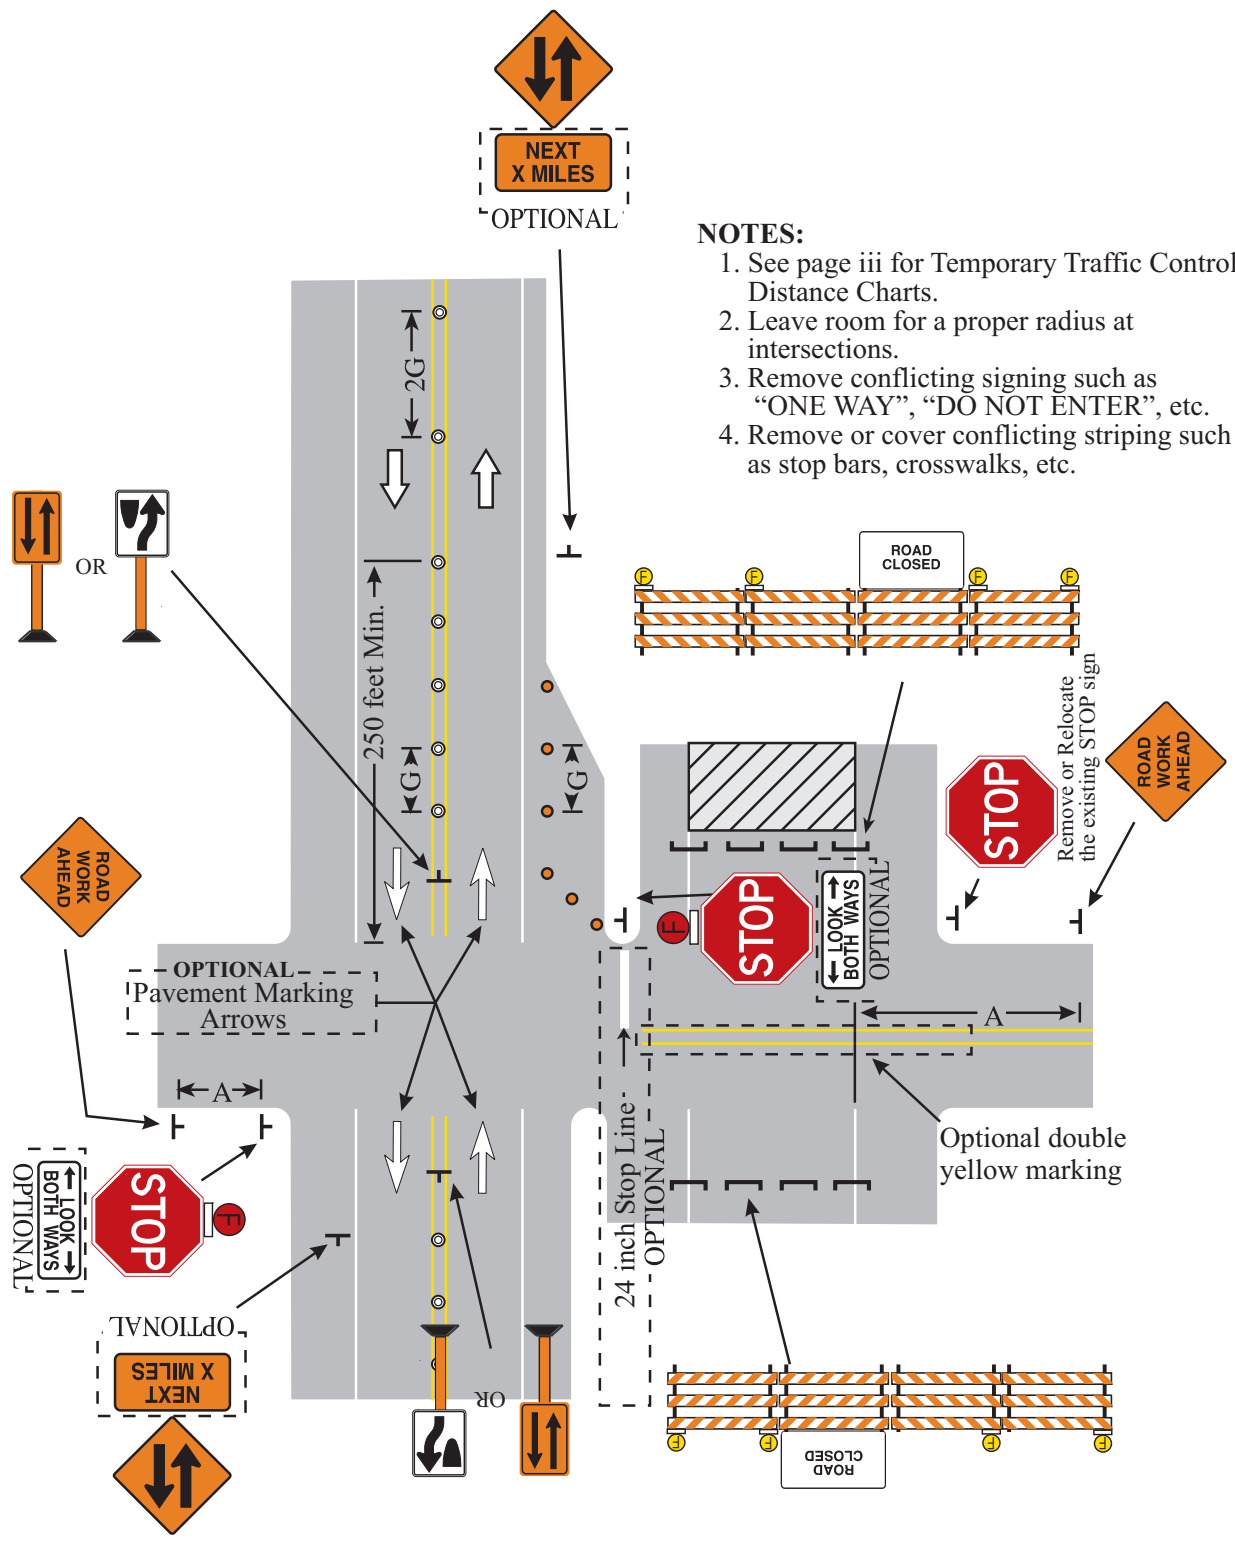 NEXT
X MILES
OPTIONAL
NOTES:
1. See page iii for Temporary Traffic Control
Distance Charts.
2. Leave room for a proper radius at
intersections.
3. Remove conflicting signing such as
“ONE WAY”, “DO NOT ENTER”, etc.
4. Remove or cover conflicting striping such
as stop bars, crosswalks, etc.
2G
OR
ROAD
CLOSED
F
F
F
F
250 feet Min.
G
G
Remove or Relocate
the existing STOP sign
ROAD
WORK
AHEAD
STOP
ROAD
WORK
AHEAD
F
STOP
← LOOK →
BOTH WAYS
OPTIONAL
OPTIONAL
Pavement Marking
Arrows
A
A
24 inch Stop Line
OPTIONAL
Optional double
yellow marking
OPTIONAL
← LOOK →
BOTH WAYS
STOP
F
OPTIONAL
NEXT
X MILES
OR
F
F
F
F
ROAD
CLOSED